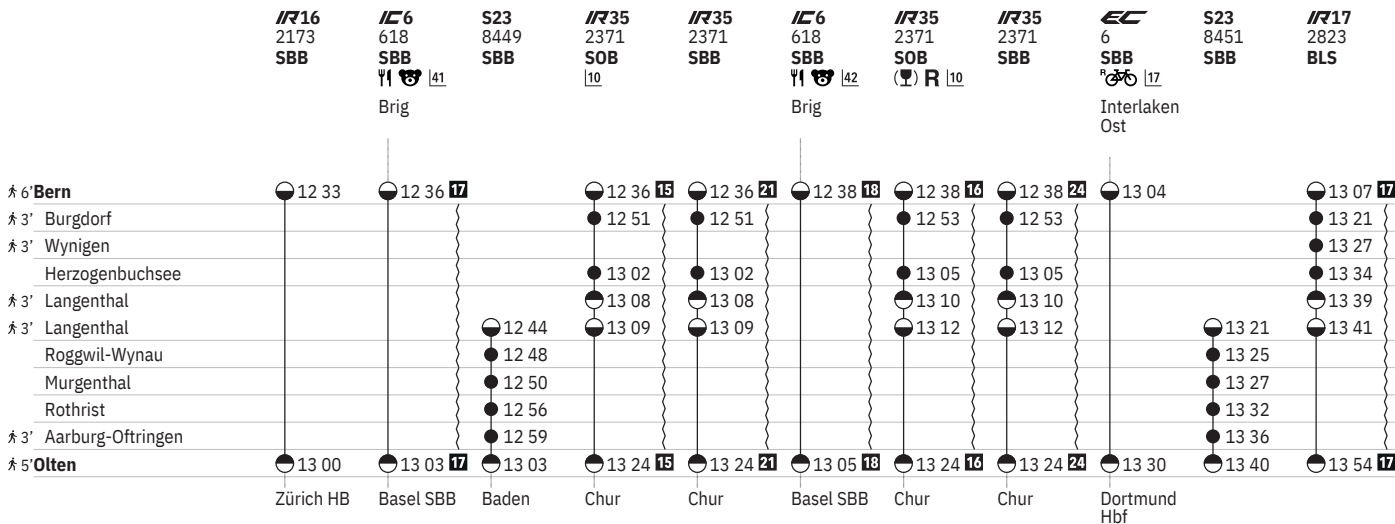 IR16 IC6 S23 IR35 IR35 IC6 IR35 IR35 EC S23 IR17
2173 618 8449 2371 2371 618 2371 2371 6 8451 2823
SBB SBB SBB SOB SBB SBB SOB SBB SBB SBB BLS
41 10 42 R 10 R 17
Brig Brig Interlaken
Ost
6' Bern 12 33 12 36 17 12 36 15 12 36 21 12 38 18 12 38 16 12 38 24 13 04 13 07 17
3' Burgdorf 12 51 12 51 12 53 12 53 13 21
3' Wynigen 13 27
Herzogenbuchsee 13 02 13 02 13 05 13 05 13 34
3' Langenthal 13 08 13 08 13 10 13 10 13 39
3' Langenthal 12 44 13 09 13 09 13 12 13 12 13 21 13 41
Roggwil-Wynau 12 48 13 25
Murgenthal 12 50 13 27
Rothrist 12 56 13 32
3' Aarburg-Oftringen 12 59 13 36
5' Olten 13 00 13 03 17 13 03 13 24 15 13 24 21 13 05 18 13 24 16 13 24 24 13 30 13 40 13 54 17
Zürich HB Basel SBB Baden Chur Chur Basel SBB Chur Chur Dortmund
Hbf